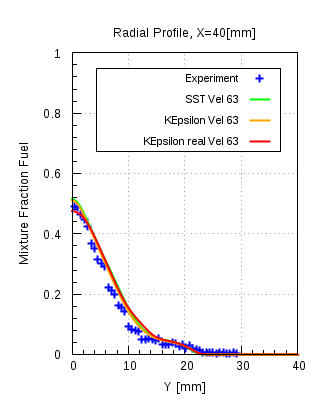 Radial Profile, X=40[mm]
1
Experiment
SST Vel 63
0.8
KEpsilon Vel 63
KEpsilon real Vel 63
0.6
Mixture Fraction Fuel
0.4
0.2
0
0 10 20 30 40
Y [mm]